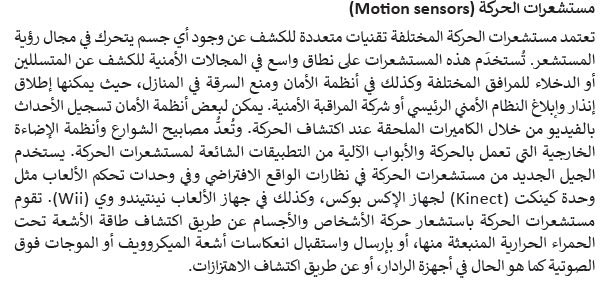 مستشعرات الحركة (Motion sensors)
تعتمد مستشعرات الحركة المختلفة تقنيات متعددة للكشف عن وجود أي جسم يتحرك في مجال رؤية
المستشعر. تُستخدَم هذه المستشعرات على نطاق واسع في المجالات الأمنية للكشف عن المتسللين
أو الدخلاء للمرافق المختلفة وكذلك في أنظمة الأمان ومنع السرقة في المنازل، حيث يمكنها إطلاق
إنذار وإبلاغ النظام الأمني الرئيسي أو شركة المراقبة الأمنية. يمكن لبعض أنظمة الأمان تسجيل الأحداث
بالفيديو من خلال الكاميرات الملحقة عند اكتشاف الحركة. وتُعدُّ مصابيح الشوارع وأنظمة الإضاءة
الخارجية التي تعمل بالحركة والأبواب الآلية من التطبيقات الشائعة لمستشعرات الحركة. يستخدم
الجيل الجديد من مستشعرات الحركة في نظارات الواقع الافتراضي وفي وحدات تحكم الألعاب مثل
وحدة كينكت (Kinect) لجهاز الإكس بوكس، وكذلك في جهاز الألعاب نينتيندو وي (Wii). تقوم
مستشعرات الحركة باستشعار حركة الأشخاص والأجسام عن طريق اكتشاف طاقة الأشعة تحت
الحمراء الحرارية المنبعثة منها، أو بإرسال واستقبال انعكاسات أشعة الميكروويف أو الموجات فوق
الصوتية كما هو الحال في أجهزة الرادار، أو عن طريق اكتشاف الاهتزازات.